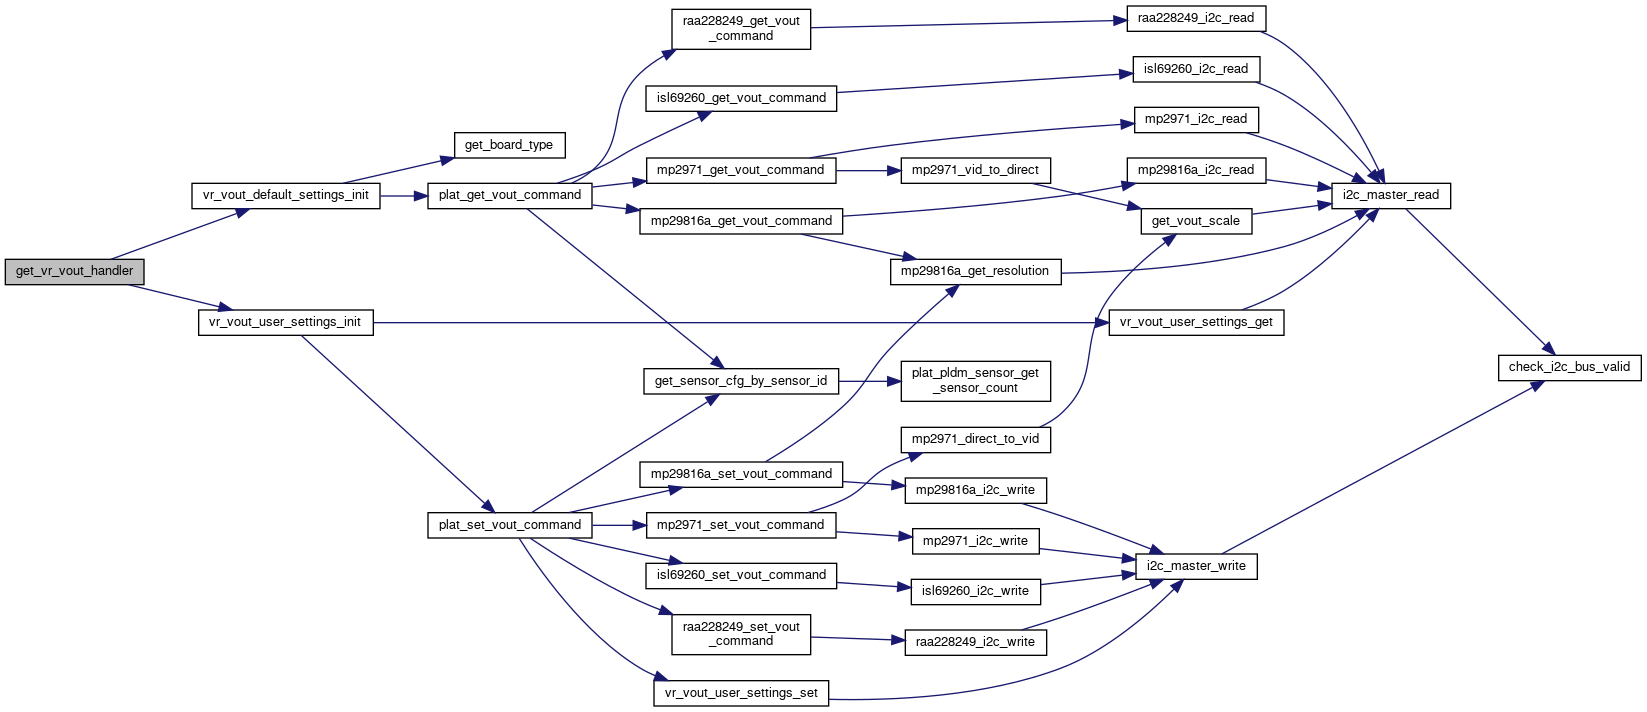 get_vr_vout_handler
vr_vout_default_settings_init
vr_vout_user_settings_init
get_board_type
plat_get_vout_command
plat_set_vout_command
raa228249_get_vout
_command
isl69260_get_vout_command
mp2971_get_vout_command
mp29816a_get_vout_command
get_sensor_cfg_by_sensor_id
mp29816a_set_vout_command
mp2971_set_vout_command
isl69260_set_vout_command
raa228249_set_vout
_command
vr_vout_user_settings_set
mp2971_vid_to_direct
mp29816a_get_resolution
plat_pldm_sensor_get
_sensor_count
mp2971_direct_to_vid
mp29816a_i2c_write
mp2971_i2c_write
isl69260_i2c_write
raa228249_i2c_write
raa228249_i2c_read
isl69260_i2c_read
mp2971_i2c_read
mp29816a_i2c_read
get_vout_scale
vr_vout_user_settings_get
i2c_master_write
i2c_master_read
check_i2c_bus_valid